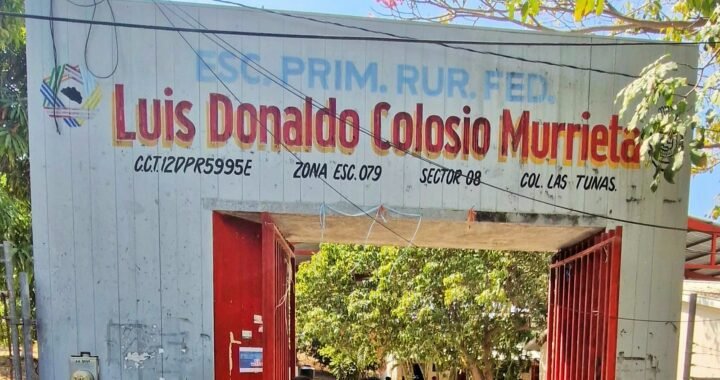 ESC. PRIM. RUR. FED.
Luis Donaldo Colosio Murrieta
C.C.T.12DPR5995E ZONA ESC.079 SECTOR 08 COL. LAS TUNAS.